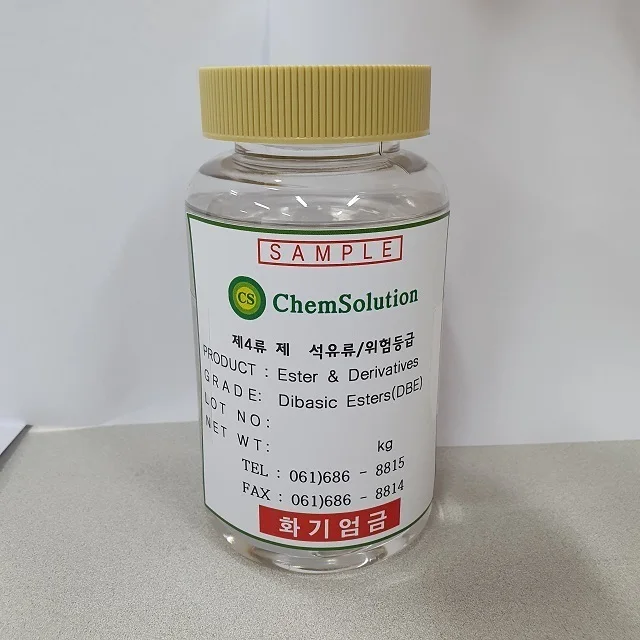 SAMPLE
CS ChemSolution
제4류 제 석유류/위험등급
PRODUCT : Ester & Derivatives
GRADE: Dibasic Esters(DBE)
LOT NO:
NET WT: kg
TEL : 061)686 - 8815
FAX : 061)686 - 8814
화기엄금